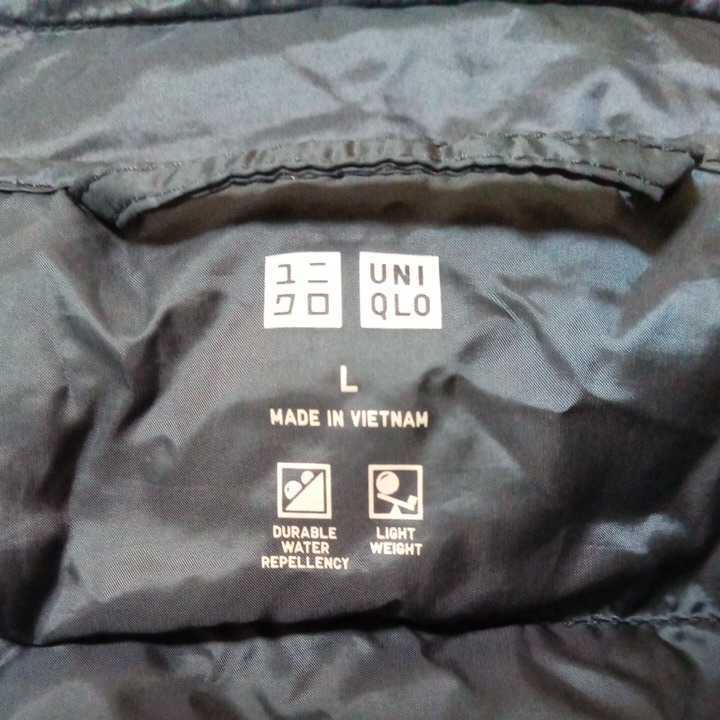 ユニ
クロ
UNI
QLO
L
MADE IN VIETNAM
DURABLE
WATER
REPELLENCY
LIGHT
WEIGHT